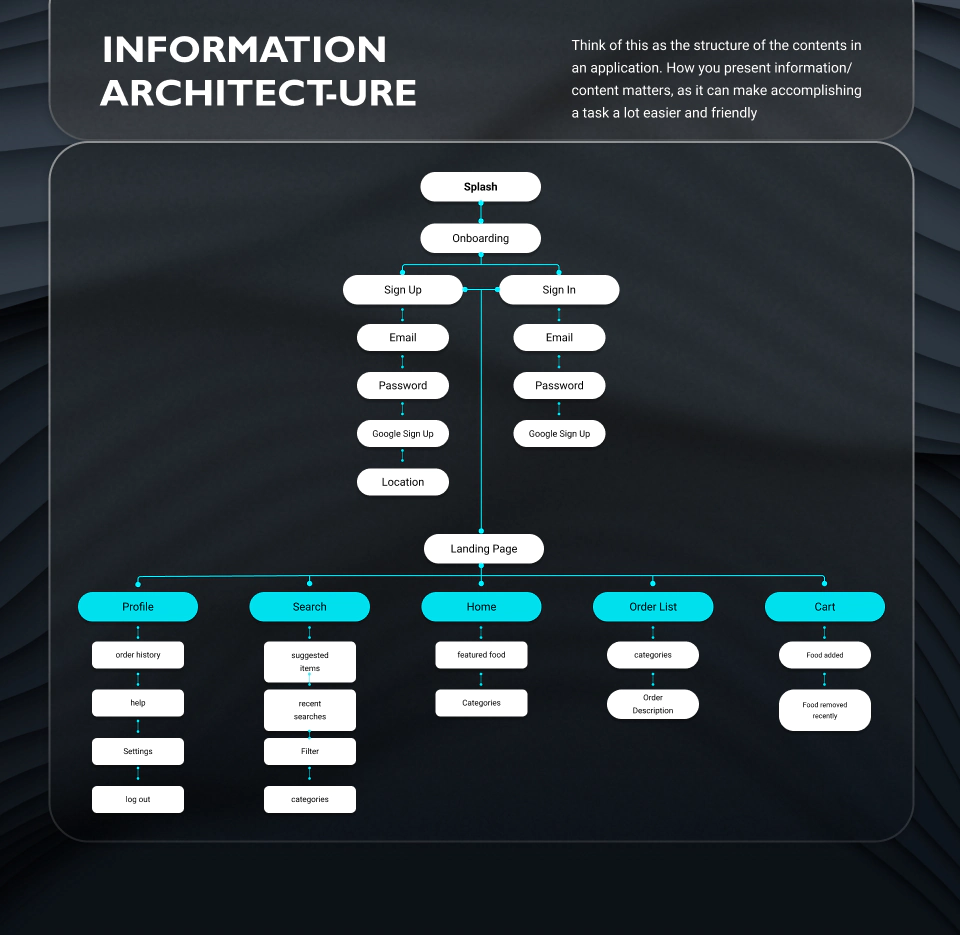 INFORMATION
ARCHITECT-URE
Think of this as the structure of the contents in
an application. How you present information/
content matters, as it can make accomplishing
a task a lot easier and friendly
Splash
Onboarding
Sign Up
Sign In
Email
Email
Password
Password
Google Sign Up
Google Sign Up
Location
Landing Page
Profile
Search
Home
Order List
Cart
order history
help
Settings
log out
suggested
items
recent
searches
Filter
categories
featured food
Categories
categories
Order
Description
Food added
Food removed
recently